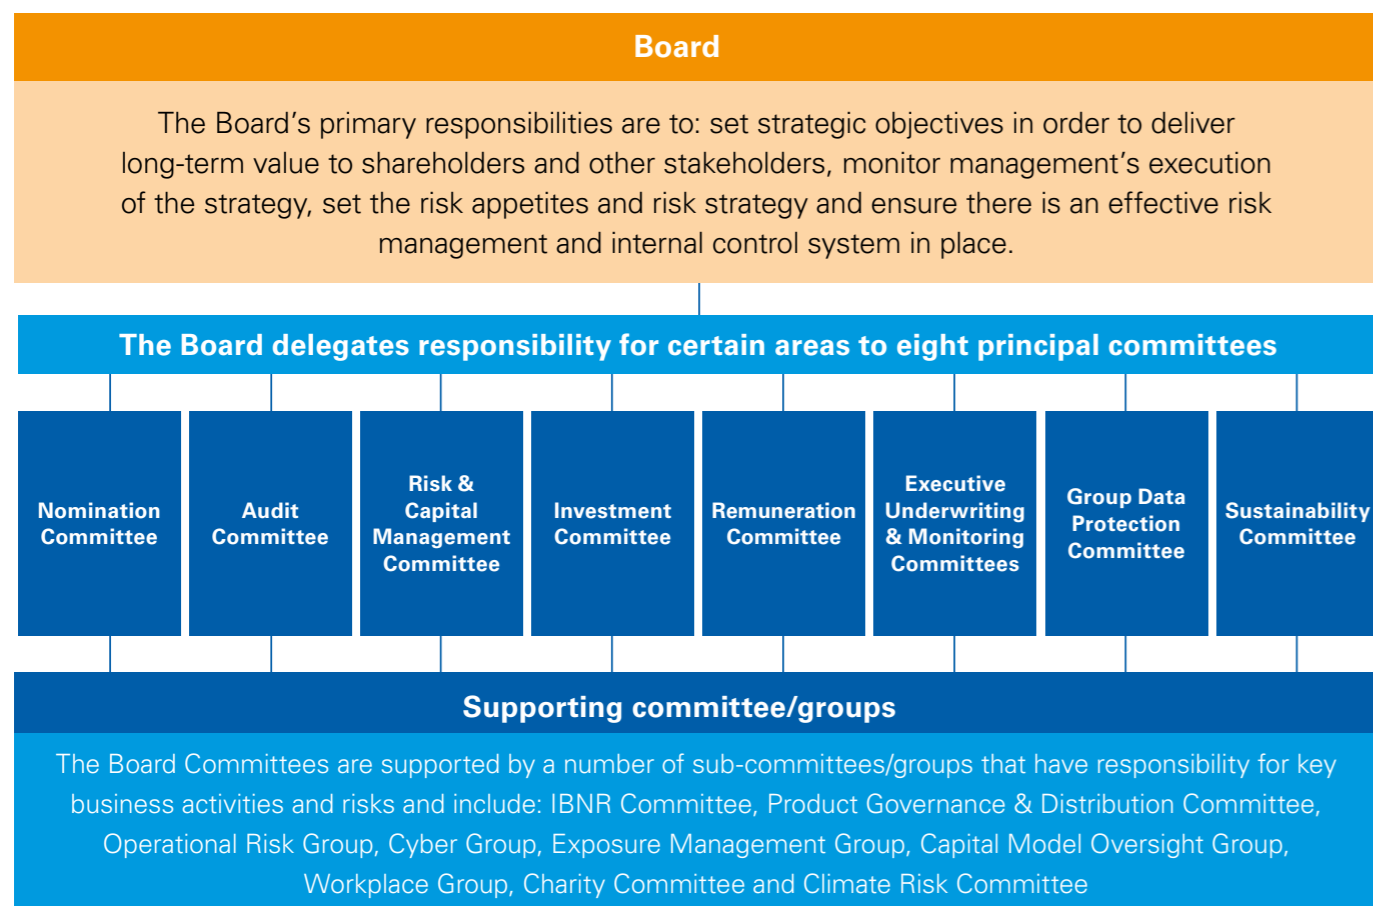 Board
The Board’s primary responsibilities are to: set strategic objectives in order to deliver
long-term value to shareholders and other stakeholders, monitor management’s execution
of the strategy, set the risk appetites and risk strategy and ensure there is an effective risk
management and internal control system in place.
The Board delegates responsibility for certain areas to eight principal committees
Nomination
Committee
Audit
Committee
Risk &
Capital
Management
Committee
Investment
Committee
Remuneration
Committee
Executive
Underwriting
& Monitoring
Committees
Group Data
Protection
Committee
Sustainability
Committee
Supporting committee/groups
The Board Committees are supported by a number of sub-committees/groups that have responsibility for key
business activities and risks and include: IBNR Committee, Product Governance & Distribution Committee,
Operational Risk Group, Cyber Group, Exposure Management Group, Capital Model Oversight Group,
Workplace Group, Charity Committee and Climate Risk Committee